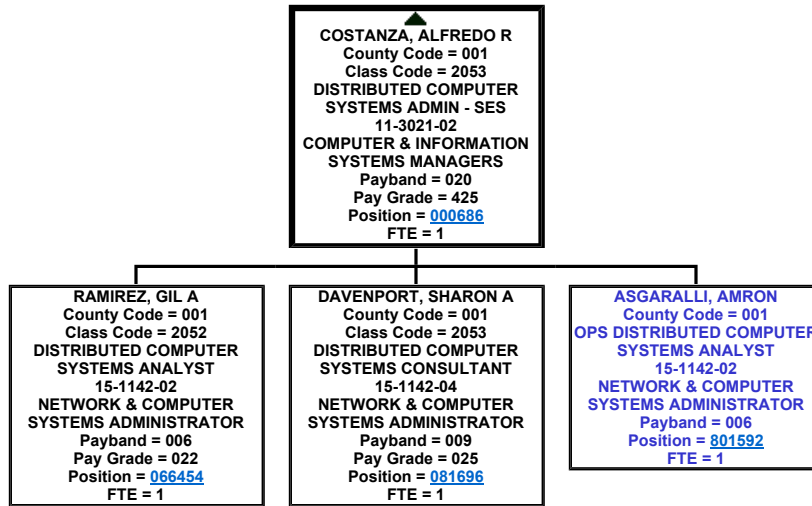 COSTANZA, ALFREDO R
County Code = 001
Class Code = 2053
DISTRIBUTED COMPUTER
SYSTEMS ADMIN - SES
11-3021-02
COMPUTER & INFORMATION
SYSTEMS MANAGERS
Payband = 020
Pay Grade = 425
Position = 000686
FTE = 1
RAMIREZ, GIL A
County Code = 001
Class Code = 2052
DISTRIBUTED COMPUTER
SYSTEMS ANALYST
15-1142-02
NETWORK & COMPUTER
SYSTEMS ADMINISTRATOR
Payband = 006
Pay Grade = 022
Position = 066454
FTE = 1
DAVENPORT, SHARON A
County Code = 001
Class Code = 2053
DISTRIBUTED COMPUTER
SYSTEMS CONSULTANT
15-1142-04
NETWORK & COMPUTER
SYSTEMS ADMINISTRATOR
Payband = 009
Pay Grade = 025
Position = 081696
FTE = 1
ASGARALLI, AMRON
County Code = 001
OPS DISTRIBUTED COMPUTER
SYSTEMS ANALYST
15-1142-02
NETWORK & COMPUTER
SYSTEMS ADMINISTRATOR
Payband = 006
Position = 801592
FTE = 1